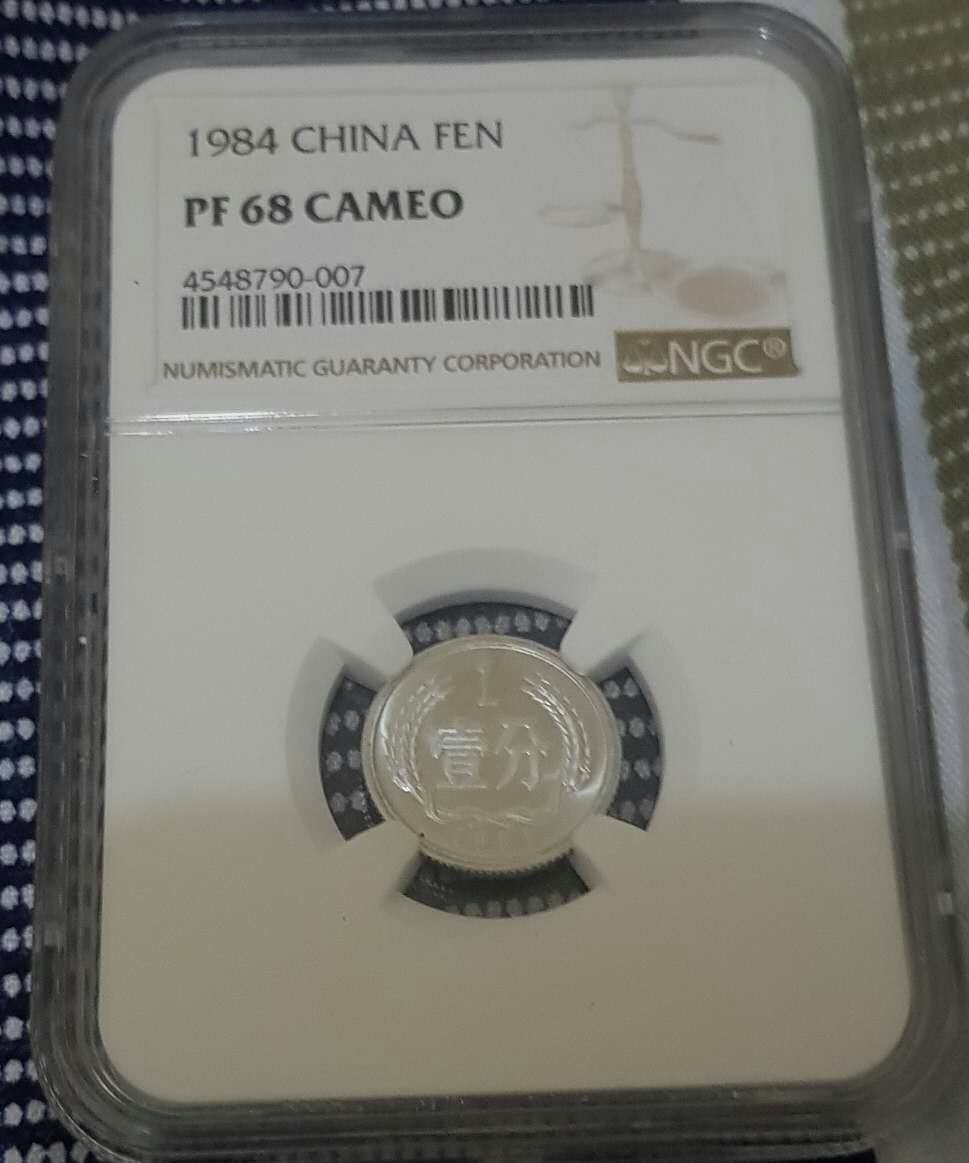 1984 CHINA FEN
PF 68 CAMEO
4548790-007
NUMISMATIC GUARANTY CORPORATION
NGC®
1
壹分